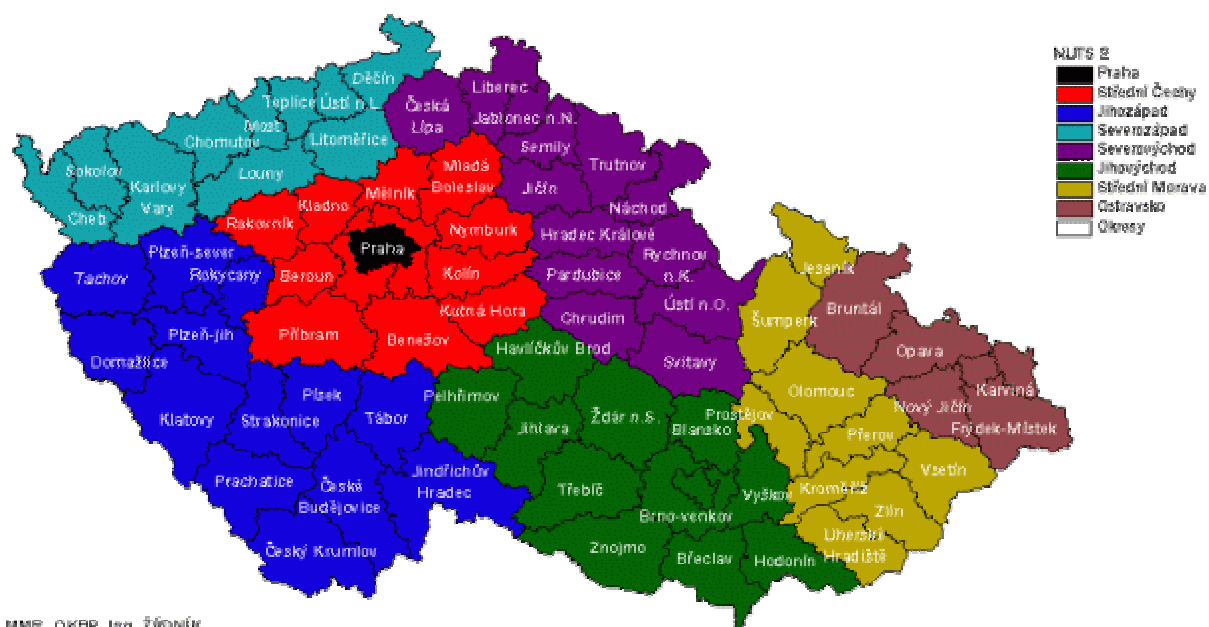 NUTS 2
Praha
Střední Čechy
Jihozápad
Severozápad
Severovýchod
Jihovýchod
Střední Morava
Ostravsko
Okresy
Děčín
Teplice
Ústí n.L.
Most
Chomutov
Litoměřice
Louny
Sokolov
Karlovy
Vary
Cheb
Česká
Lípa
Liberec
Jablonec n.N.
Semily
Trutnov
Jičín
Náchod
Hradec Králové
Rychnov
n.K.
Pardubice
Ústí n.O.
Chrudim
Svitavy
Mladá
Boleslav
Mělník
Kladno
Rakovník
Nymburk
Praha
Beroun
Kolín
Kutná Hora
Příbram
Benešov
Plzeň-sever
Rokycany
Tachov
Plzeň-jih
Domažlice
Klatovy
Písek
Strakonice
Tábor
Prachatice
České
Budějovice
Jindřichův
Hradec
Český Krumlov
Havlíčkův Brod
Pelhřimov
Jihlava
Žďár n.S.
Blansko
Třebíč
Brno-venkov
Vyškov
Znojmo
Břeclav
Hodonín
Jeseník
Šumperk
Olomouc
Prostějov
Přerov
Kroměříž
Vsetín
Zlín
Uherské
Hradiště
Bruntál
Opava
Karviná
Nový Jičín
Frýdek-Místek